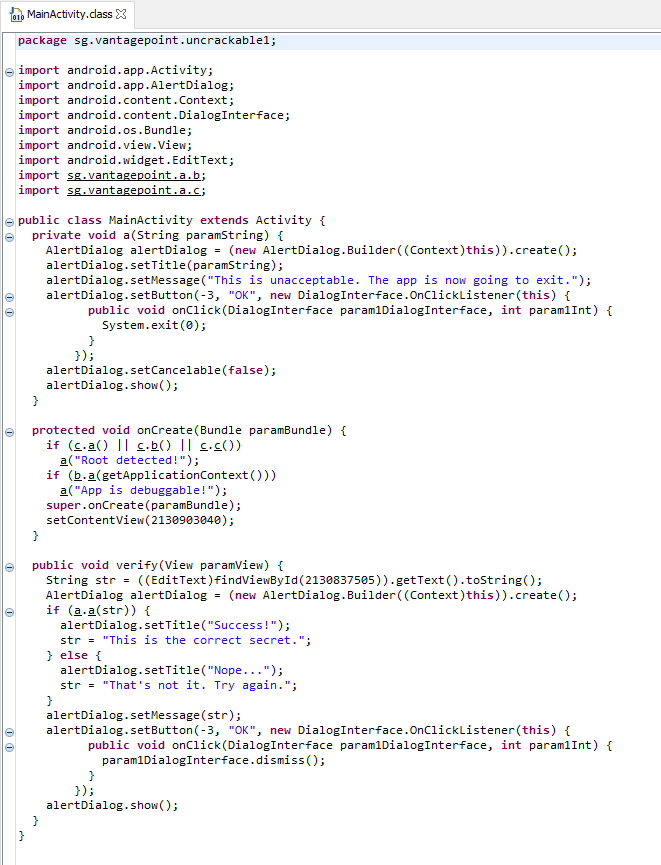 MainActivity.class
package sg.vantagepoint.uncrackable1;
import android.app.Activity;
import android.app.AlertDialog;
import android.content.Context;
import android.content.DialogInterface;
import android.os.Bundle;
import android.view.View;
import android.widget.EditText;
import sg.vantagepoint.a.b;
import sg.vantagepoint.a.c;
public class MainActivity extends Activity {
private void a(String paramString) {
AlertDialog alertDialog = (new AlertDialog.Builder((Context)this)).create();
alertDialog.setTitle(paramString);
alertDialog.setMessage("This is unacceptable. The app is now going to exit.");
alertDialog.setButton(-3, "OK", new DialogInterface.OnClickListener(this) {
public void onClick(DialogInterface param1DialogInterface, int param1Int) {
System.exit(0);
}
});
alertDialog.setCancelable(false);
alertDialog.show();
}
protected void onCreate(Bundle paramBundle) {
if (c.a() || c.b() || c.c())
a("Root detected!");
if (b.a(getApplicationContext()))
a("App is debuggable!");
super.onCreate(paramBundle);
setContentView(2130903040);
}
public void verify(View paramView) {
String str = ((EditText)findViewById(2130837505)).getText().toString();
AlertDialog alertDialog = (new AlertDialog.Builder((Context)this)).create();
if (a.a(str)) {
alertDialog.setTitle("Success!");
str = "This is the correct secret.";
} else {
alertDialog.setTitle("Nope...");
str = "That's not it. Try again.";
}
alertDialog.setMessage(str);
alertDialog.setButton(-3, "OK", new DialogInterface.OnClickListener(this) {
public void onClick(DialogInterface param1DialogInterface, int param1Int) {
param1DialogInterface.dismiss();
}
});
alertDialog.show();
}
}